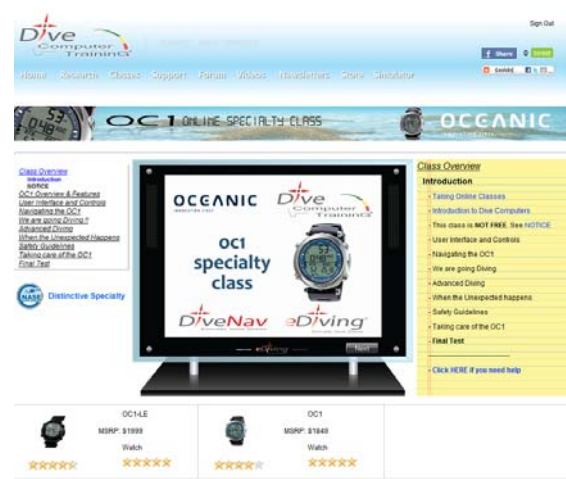 Sign Out
Dive
Computer
Training
Share
Home Research Classes Support Forum Videos Newsletters Store Simulator
OC1 ONLINE SPECIALTY CLASS
OCEANIC
Class Overview
Introduction
NOTICE
OC1 Overview & Features
User Interface and Controls
Navigating the OC1
We are going Diving !!
Advanced Diving
When the Unexpected Happens
Safety Guidelines
Taking care of the OC1
Final Test
NASE
Distinctive Specialty
OCEANIC
Dive
Computer
Training
OC1
specialty
class
DiveNav
eDiving
eDiving
Next
Class Overview
Introduction
- Taking Online Classes
- Introduction to Dive Computers
- This class is NOT FREE. See NOTICE
- User Interface and Controls
- Navigating the OC1
- We are going Diving
- Advanced Diving
- When the Unexpected happens
- Safety Guidelines
- Taking care of the OC1
- Final Test
- Click HERE if you need help
OC1-LE
MSRP: $1999
Watch
OC1
MSRP: $1849
Watch